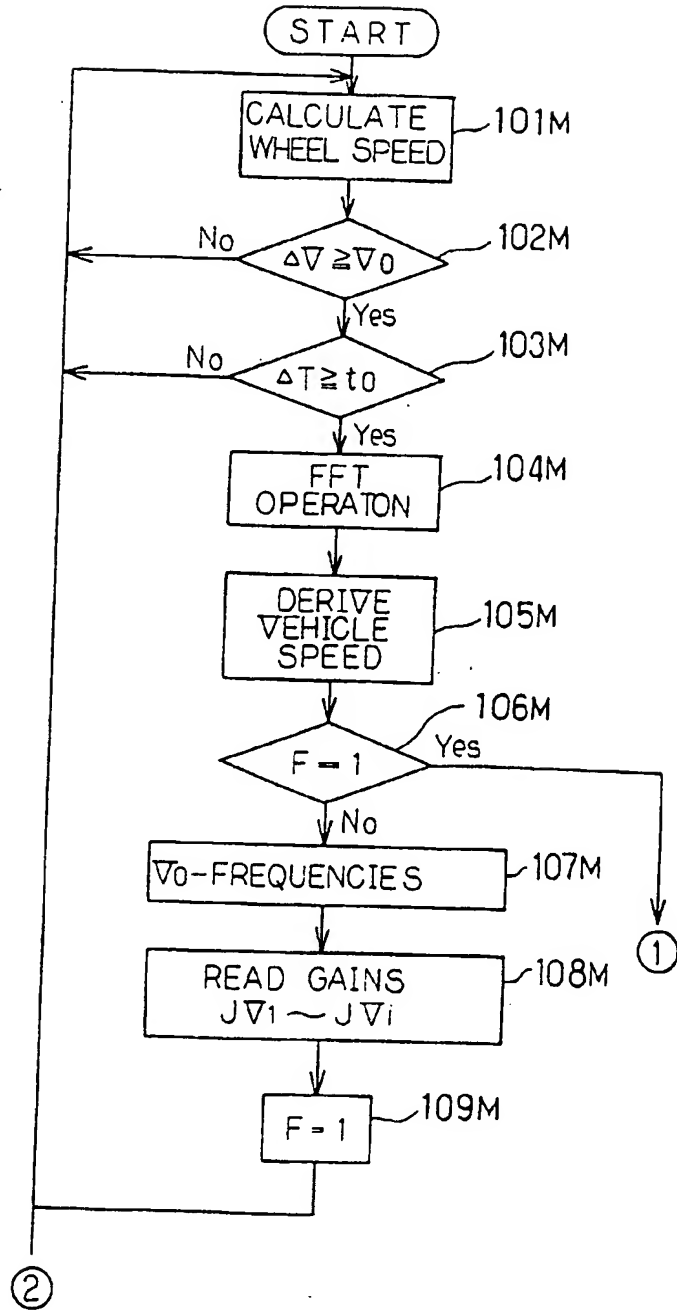 START
CALCULATE
WHEEL SPEED
101M
No
ΔV≧V0
102M
Yes
No
ΔT≧t0
103M
Yes
FFT
OPERATON
104M
DERIVE
VEHICLE
SPEED
105M
106M
F = 1
Yes
No
V0-FREQUENCIES
107M
①
READ GAINS
JV1 ~ JVi
108M
F = 1
109M
②